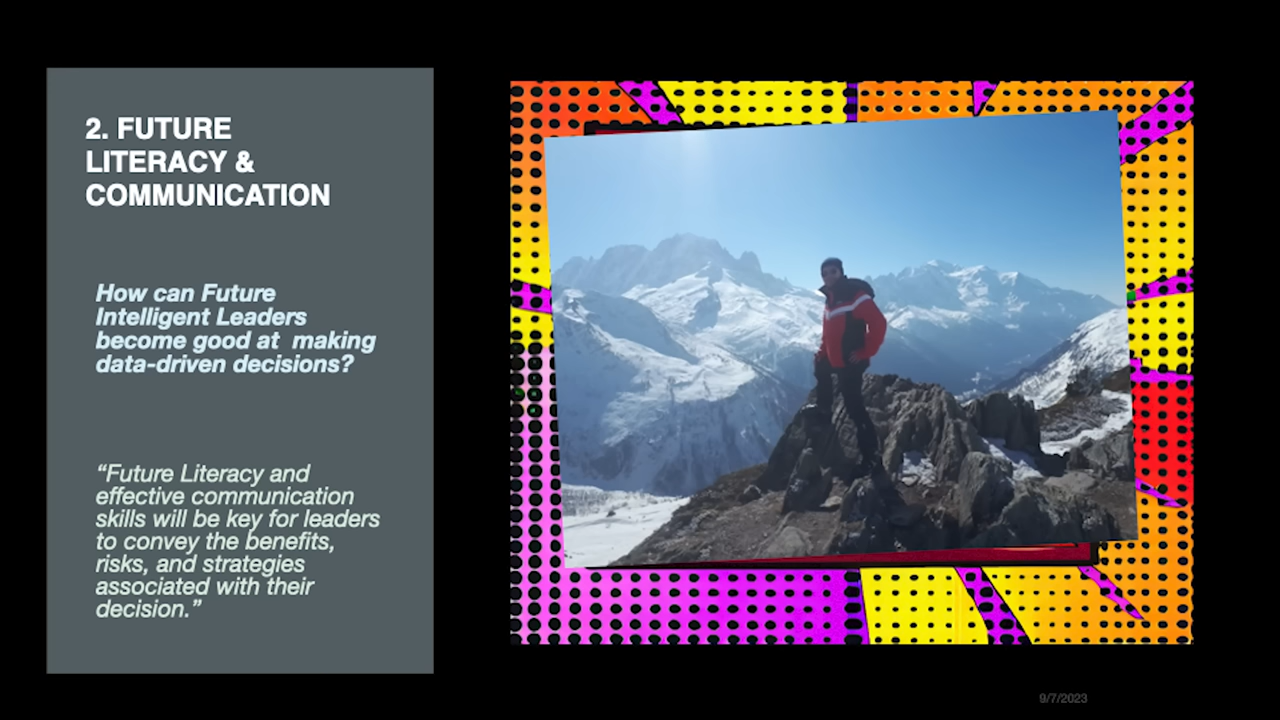 2. FUTURE
LITERACY &
COMMUNICATION
How can Future
Intelligent Leaders
become good at  making
data-driven decisions?
“Future Literacy and
effective communication
skills will be key for leaders
to convey the benefits,
risks, and strategies
associated with their
decision.”
9/7/2023